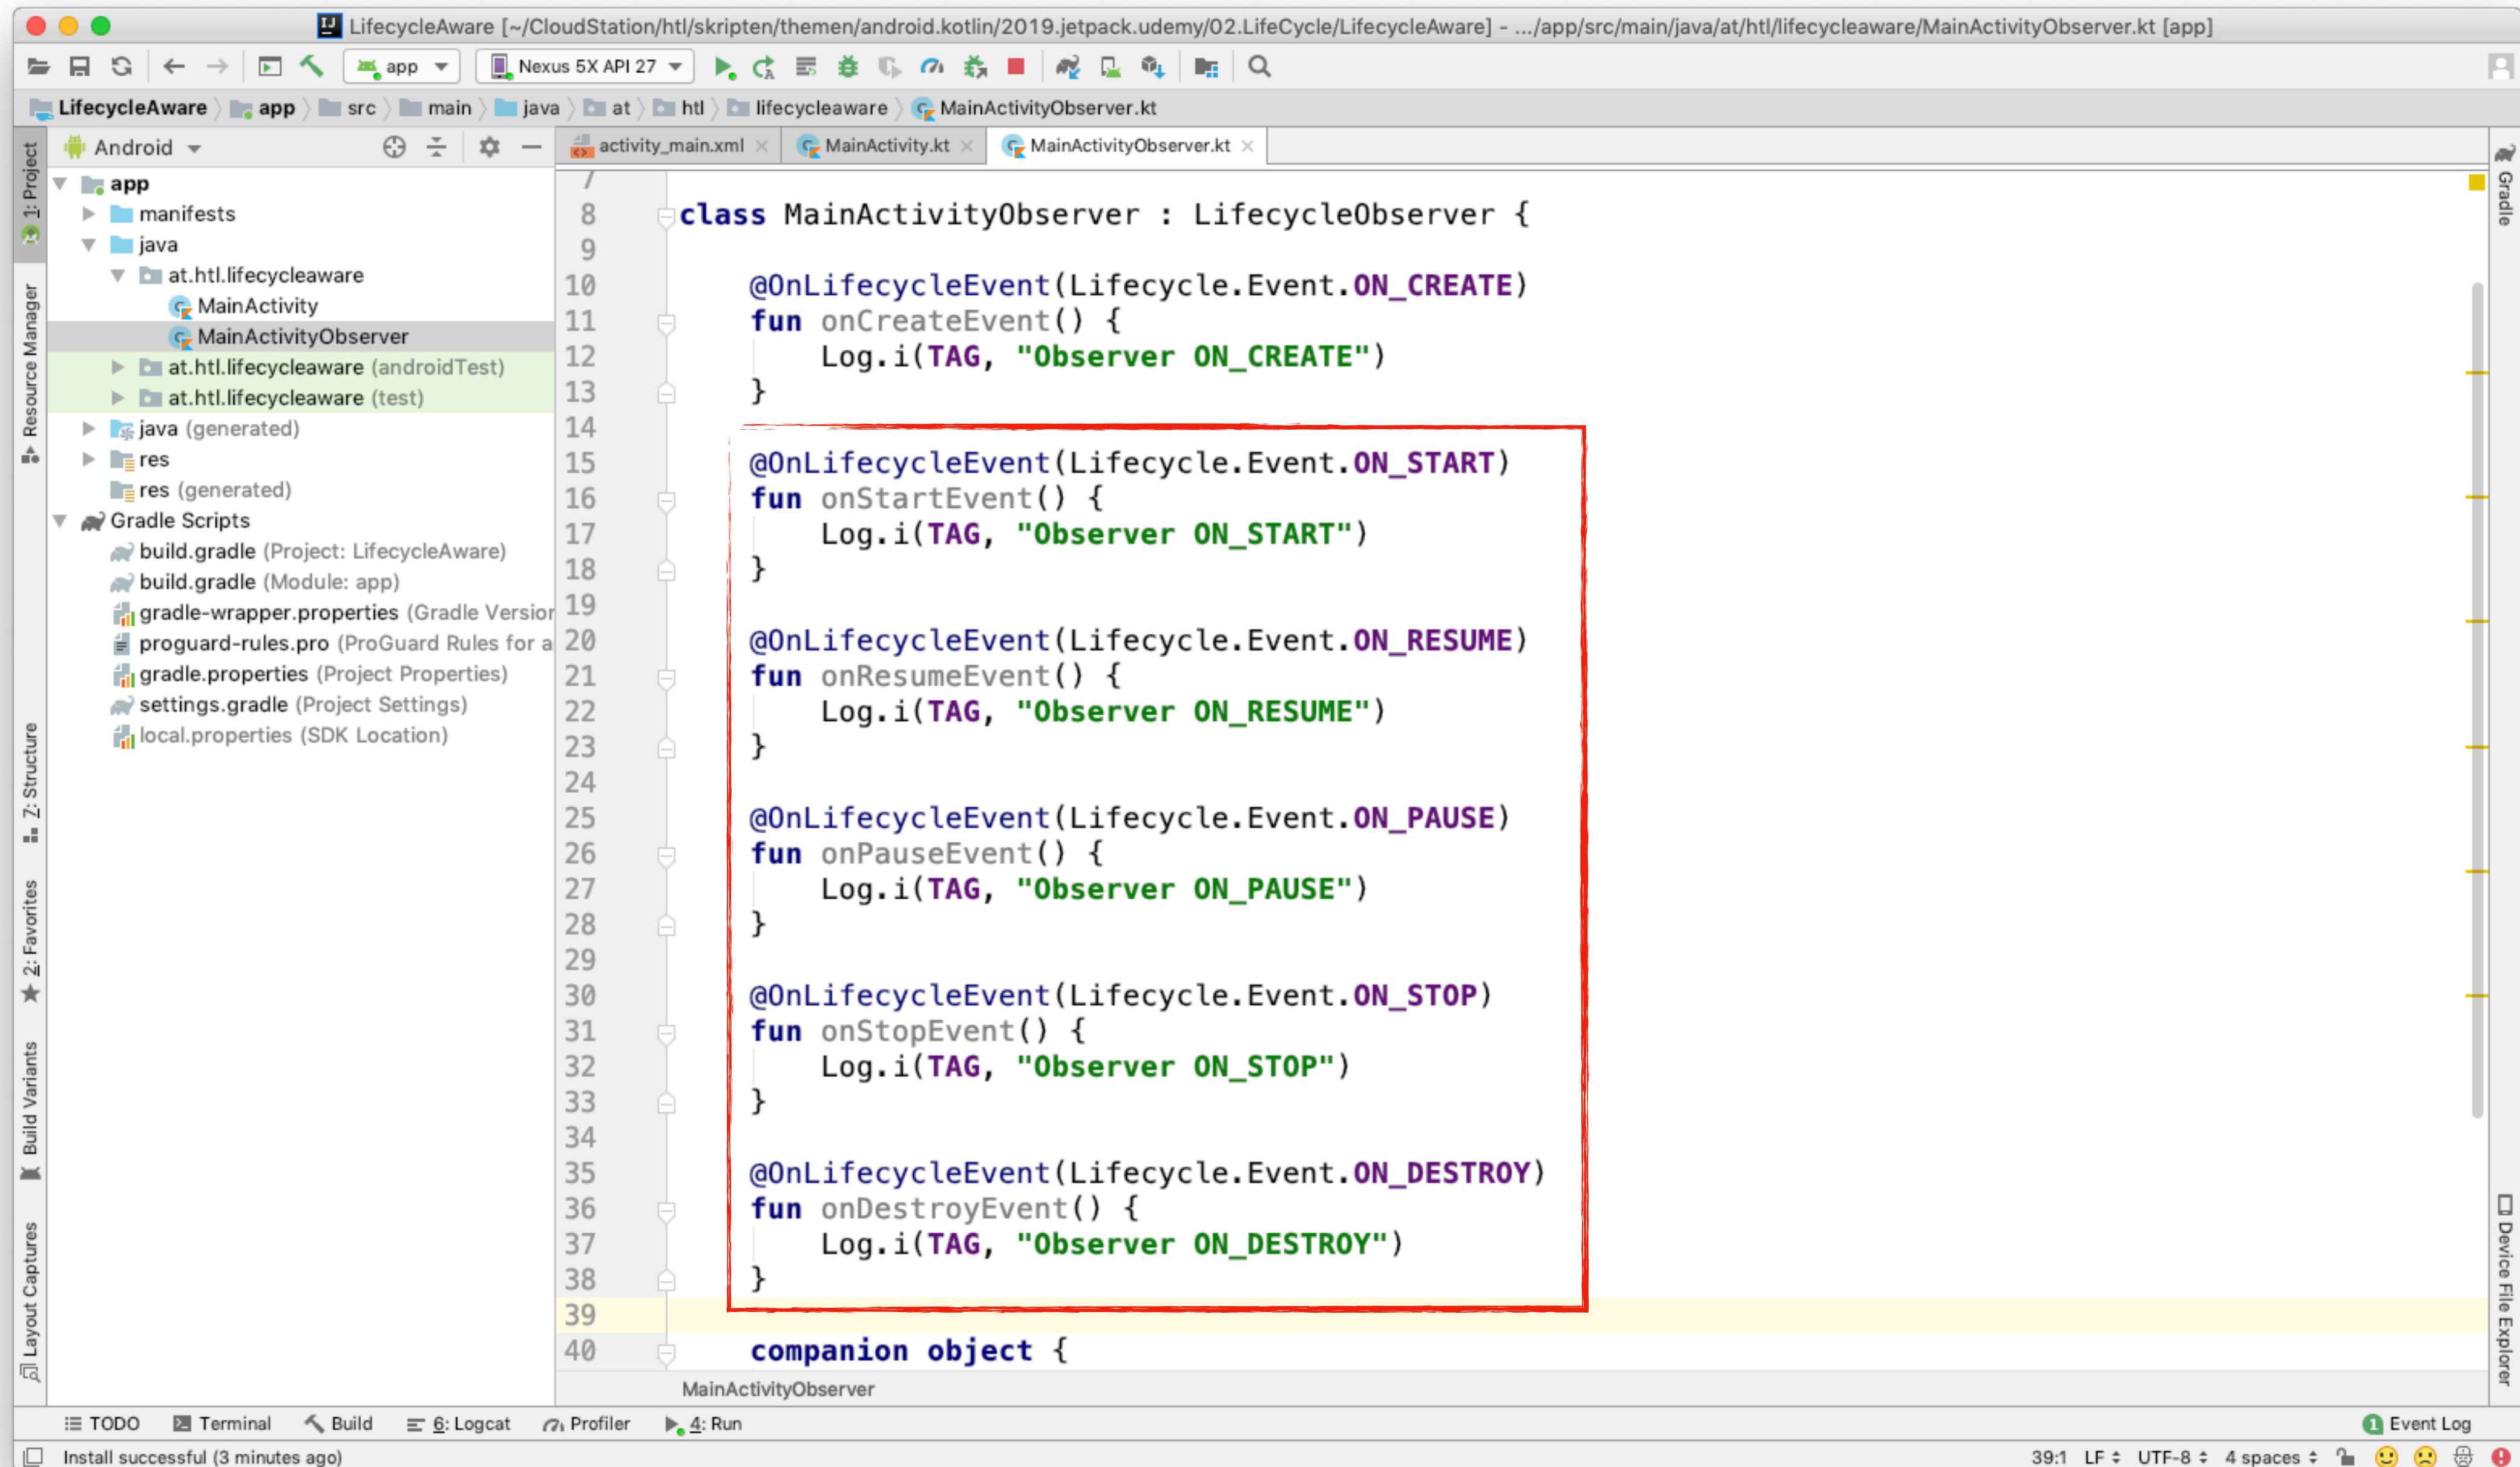 LifecycleAware [~/CloudStation/htl/skripten/themen/android.kotlin/2019.jetpack.udemy/02.LifeCycle/LifecycleAware] - .../app/src/main/java/at/htl/lifecycleaware/MainActivityObserver.kt [app]
app
Nexus 5X API 27
LifecycleAware app src main java at htl lifecycleaware MainActivityObserver.kt
1: Project
Resource Manager
Z: Structure
2: Favorites
Build Variants
Layout Captures
Android
app
manifests
java
at.htl.lifecycleaware
MainActivity
MainActivityObserver
at.htl.lifecycleaware (androidTest)
at.htl.lifecycleaware (test)
java (generated)
res
res (generated)
Gradle Scripts
build.gradle (Project: LifecycleAware)
build.gradle (Module: app)
gradle-wrapper.properties (Gradle Version
proguard-rules.pro (ProGuard Rules for a
gradle.properties (Project Properties)
settings.gradle (Project Settings)
local.properties (SDK Location)
activity_main.xml MainActivity.kt MainActivityObserver.kt
7
8 class MainActivityObserver : LifecycleObserver {
9
10 @OnLifecycleEvent(Lifecycle.Event.ON_CREATE)
11 fun onCreateEvent() {
12 Log.i(TAG, "Observer ON_CREATE")
13 }
14
15 @OnLifecycleEvent(Lifecycle.Event.ON_START)
16 fun onStartEvent() {
17 Log.i(TAG, "Observer ON_START")
18 }
19
20 @OnLifecycleEvent(Lifecycle.Event.ON_RESUME)
21 fun onResumeEvent() {
22 Log.i(TAG, "Observer ON_RESUME")
23 }
24
25 @OnLifecycleEvent(Lifecycle.Event.ON_PAUSE)
26 fun onPauseEvent() {
27 Log.i(TAG, "Observer ON_PAUSE")
28 }
29
30 @OnLifecycleEvent(Lifecycle.Event.ON_STOP)
31 fun onStopEvent() {
32 Log.i(TAG, "Observer ON_STOP")
33 }
34
35 @OnLifecycleEvent(Lifecycle.Event.ON_DESTROY)
36 fun onDestroyEvent() {
37 Log.i(TAG, "Observer ON_DESTROY")
38 }
39
40 companion object {
MainActivityObserver
Gradle
Device File Explorer
TODO Terminal Build 6: Logcat Profiler 4: Run 1 Event Log
Install successful (3 minutes ago) 39:1 LF UTF-8 4 spaces